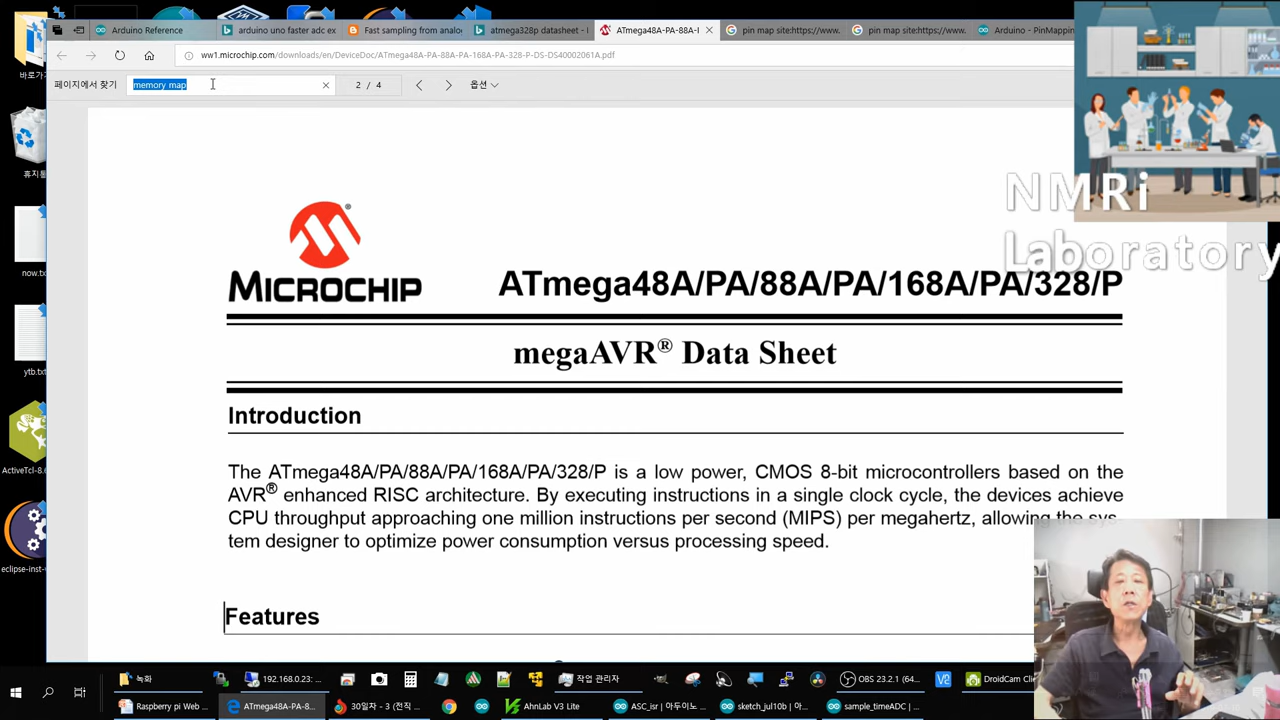 Arduino Reference
arduino uno faster adc ex
Fast sampling from analog
atmega328p datasheet -
ATmega48A-PA-88A-I
pin map site:https://www.
pin map site:https://www.
Arduino - PinMapping
ww1.microchip.com/downloads/en/DeviceDoc/ATmega48A-PA-88A-PA-168A-PA-328-P-DS-DS40002061A.pdf
바로가기
페이지에서 찾기
memory map
2 / 4
옵션
휴지통
now.tx
ytb.txt
ActiveTcl-8.6
eclipse-inst-
NMRi
Laboratory
MICROCHIP
ATmega48A/PA/88A/PA/168A/PA/328/P
megaAVR® Data Sheet
Introduction
The ATmega48A/PA/88A/PA/168A/PA/328/P is a low power, CMOS 8-bit microcontrollers based on the
AVR® enhanced RISC architecture. By executing instructions in a single clock cycle, the devices achieve
CPU throughput approaching one million instructions per second (MIPS) per megahertz, allowing the sys-
tem designer to optimize power consumption versus processing speed.
Features
녹화
192.168.0.23: ...
작업 관리자
OBS 23.2.1 (64...
V2
DroidCam Clie
Raspberry pi Web ...
ATmega48A-PA-8...
30일자 - 3 (전직 ...
AhnLab V3 Lite
ASC_isr | 아두이노 ...
sketch_jul10b | 아...
sample_timeADC | ...